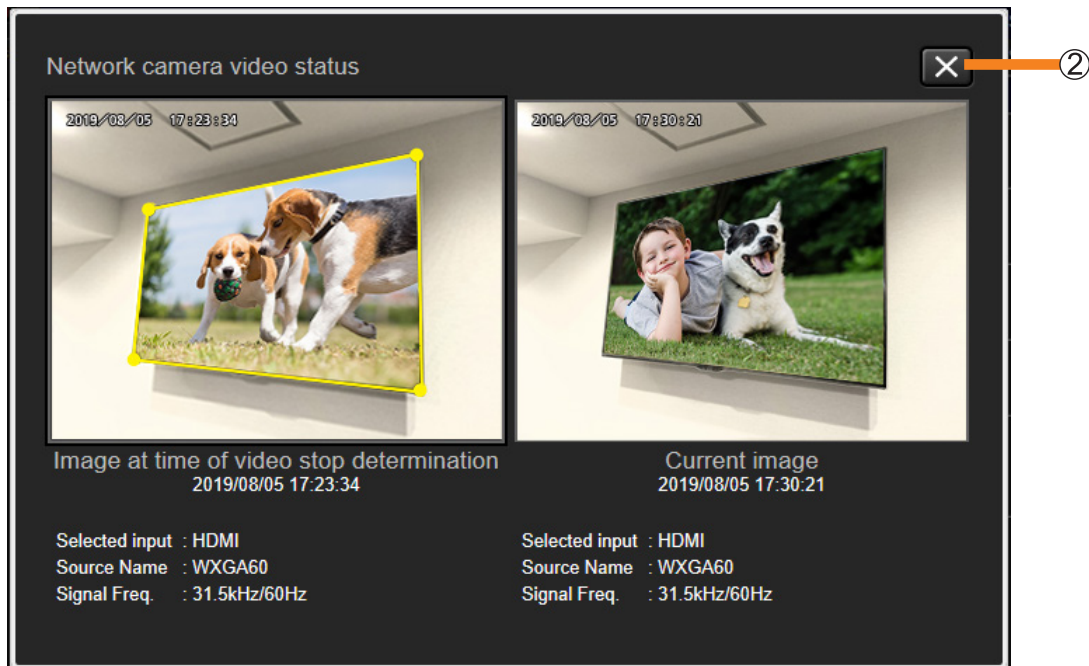 Network camera video status
②
2019/08/05 17:23:34
2019/08/05 17:30:21
Image at time of video stop determination
2019/08/05 17:23:34
Current image
2019/08/05 17:30:21
Selected input : HDMI
Source Name : WXGA60
Signal Freq. : 31.5kHz/60Hz
Selected input : HDMI
Source Name : WXGA60
Signal Freq. : 31.5kHz/60Hz